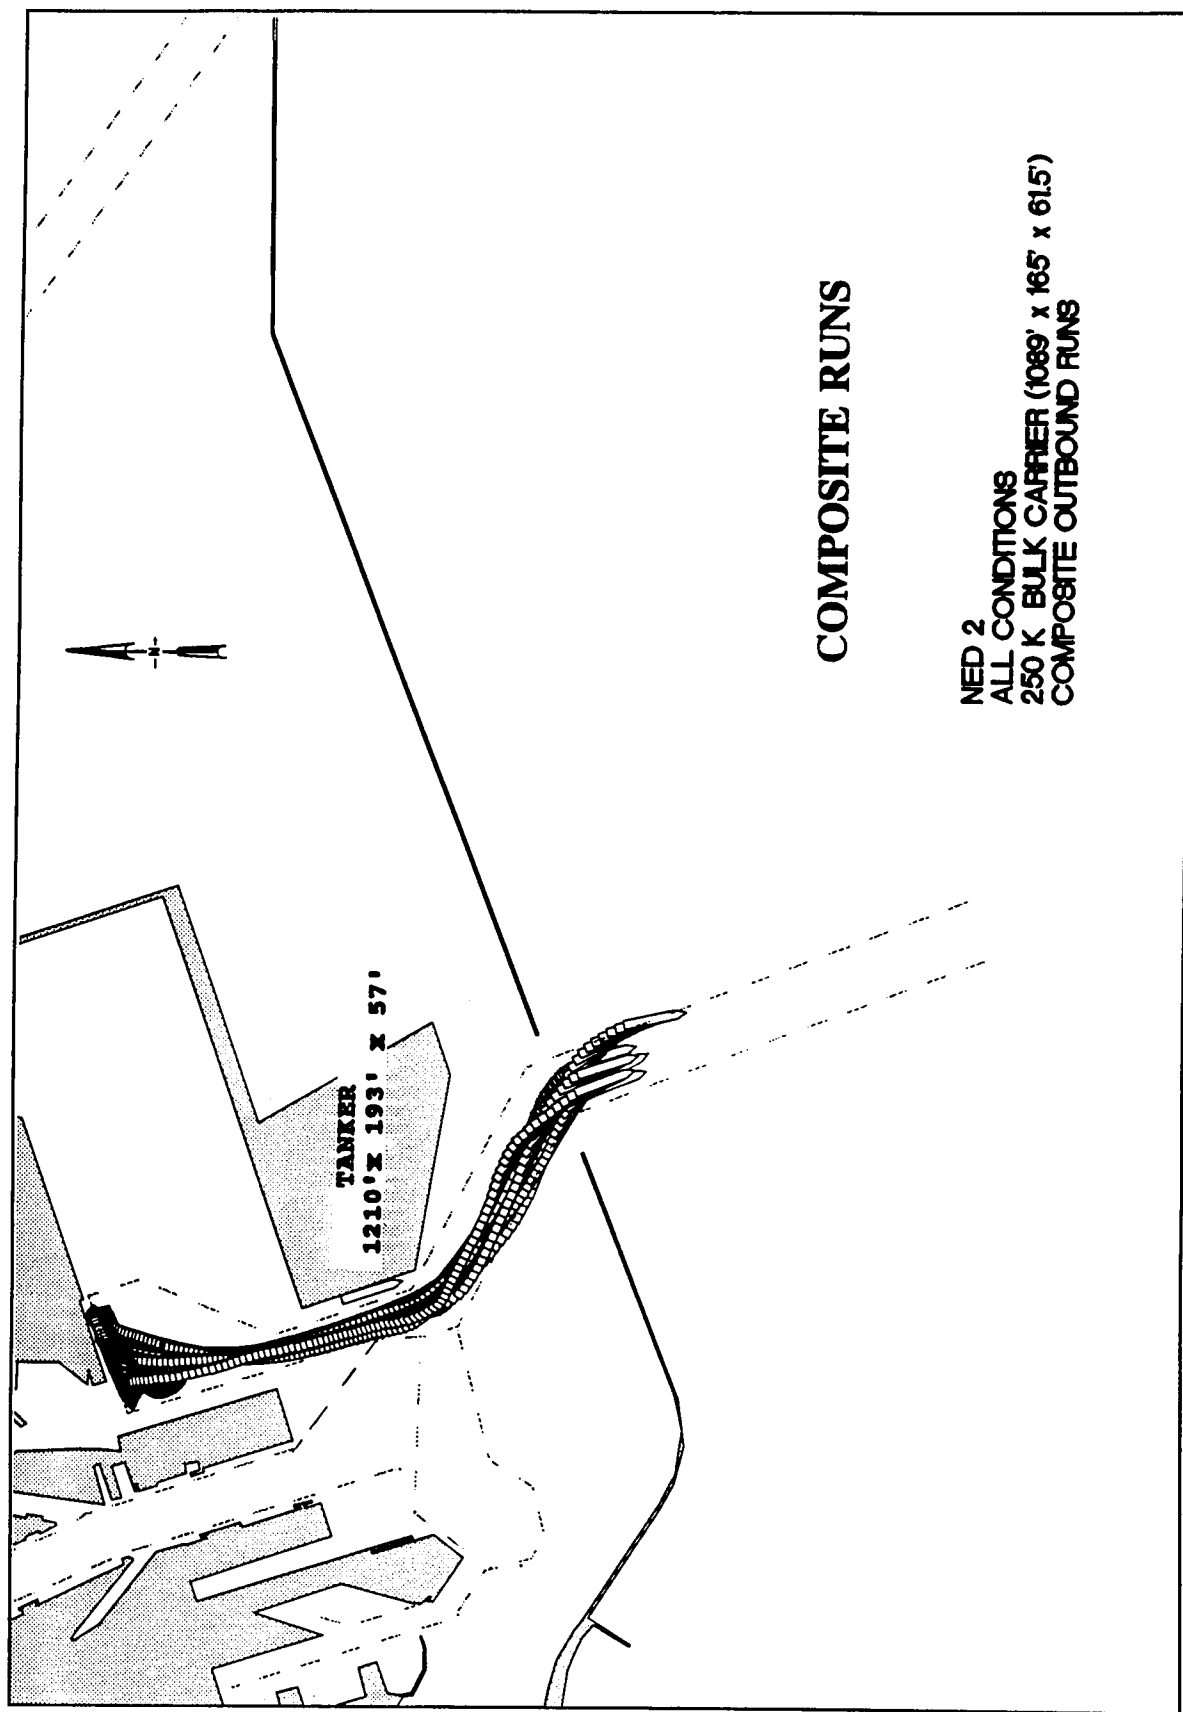 -N-
TANKER
1210'x 193' x 57'
COMPOSITE RUNS
NED 2
ALL CONDITIONS
250 K BULK CARRIER (1089' x 165' x 61.5')
COMPOSITE OUTBOUND RUNS